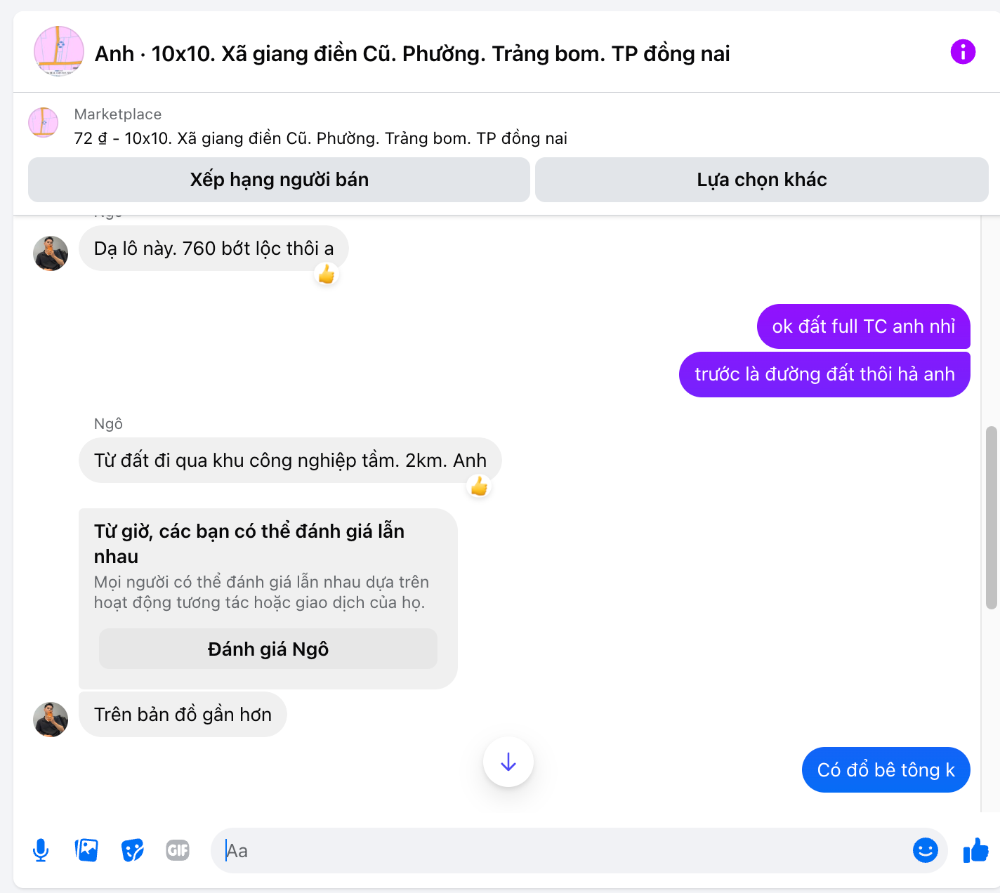 Anh · 10x10. Xã giang điền Cũ. Phường. Trảng bom. TP đồng nai
Marketplace
72 ₫ - 10x10. Xã giang điền Cũ. Phường. Trảng bom. TP đồng nai
Xếp hạng người bán
Lựa chọn khác
Ngô
Dạ lô này. 760 bớt lộc thôi a
ok đất full TC anh nhỉ
trước là đường đất thôi hả anh
Ngô
Từ đất đi qua khu công nghiệp tầm. 2km. Anh
Từ giờ, các bạn có thể đánh giá lẫn
nhau
Mọi người có thể đánh giá lẫn nhau dựa trên
hoạt động tương tác hoặc giao dịch của họ.
Đánh giá Ngô
Trên bản đồ gần hơn
Có đổ bê tông k
GIF
Aa